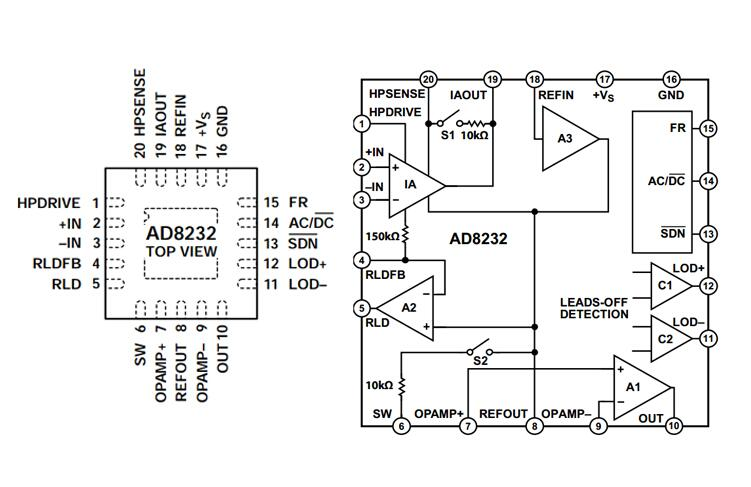 20 HPSENSE
19 IAOUT
18 REFIN
17 +VS
16 GND
HPDRIVE 1
+IN 2
–IN 3
RLDFB 4
RLD 5
AD8232
TOP VIEW
15 FR
14 AC/DC
13 SDN
12 LOD+
11 LOD–
SW 6
OPAMP+ 7
REFOUT 8
OPAMP– 9
OUT 10
20 19 18 17 16
HPSENSE IAOUT REFIN +VS GND
HPDRIVE
1
S1 10kΩ
A3
FR 15
+IN
2
+
IA
–IN
3
–
AC/DC 14
150kΩ
AD8232
SDN 13
4
RLDFB
LOD+
C1 12
–
A2
5
RLD
+
LEADS-OFF
DETECTION
LOD–
C2 11
S2
10kΩ
+
A1
–
SW OPAMP+ REFOUT OPAMP– OUT
6 7 8 9 10